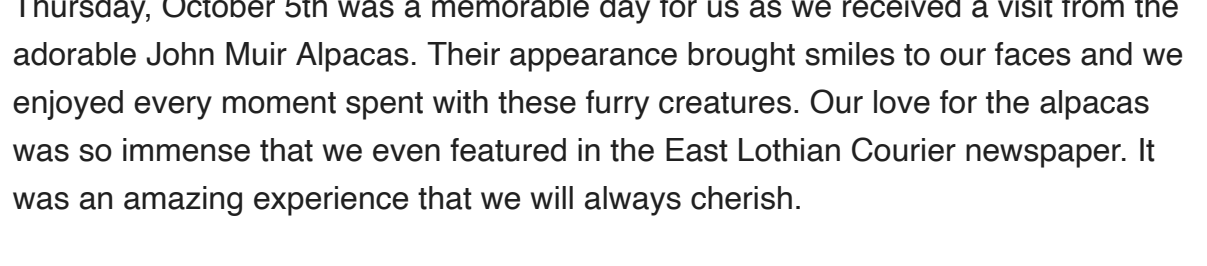 Thursday, October 5th was a memorable day for us as we received a visit from the
adorable John Muir Alpacas. Their appearance brought smiles to our faces and we
enjoyed every moment spent with these furry creatures. Our love for the alpacas
was so immense that we even featured in the East Lothian Courier newspaper. It
was an amazing experience that we will always cherish.